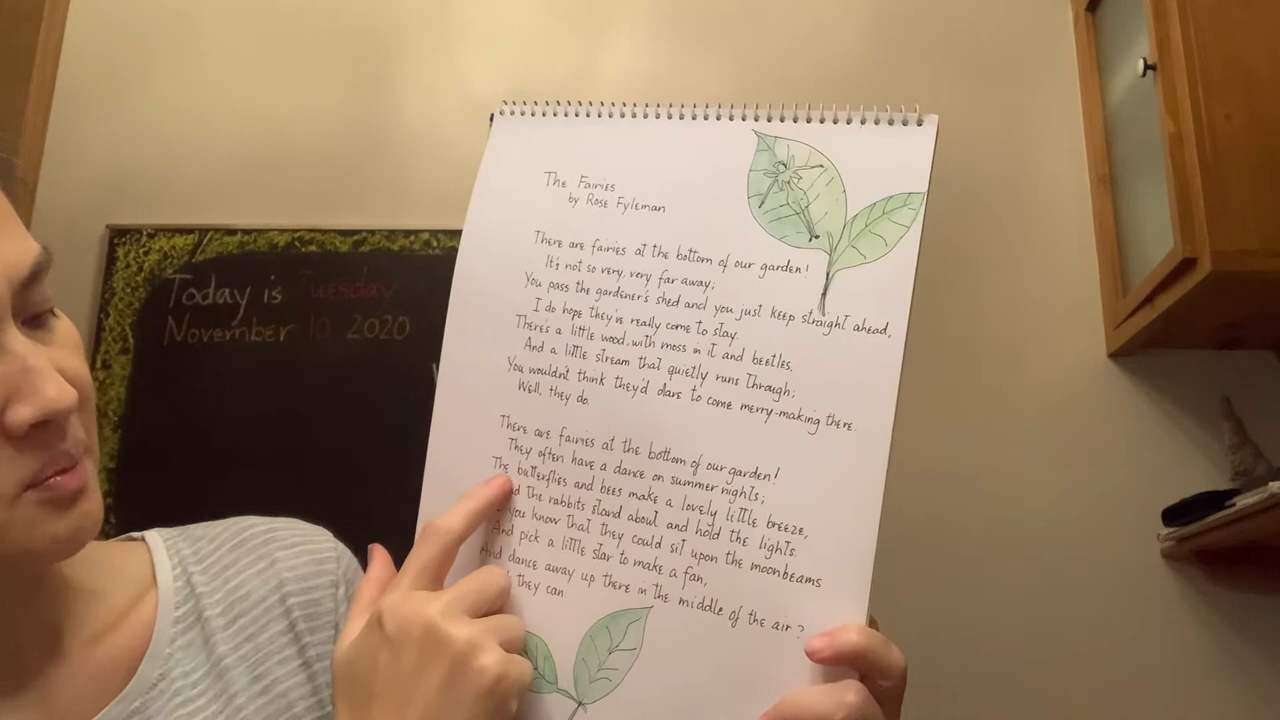 Today is Tuesday
November 10, 2020
The Fairies
by Rose Fyleman
There are fairies at the bottom of our garden!
It's not so very, very far away;
You pass the gardener's shed and you just keep straight ahead,
I do hope they've really come to stay.
There's a little wood, with moss in it and beetles,
And a little stream that quietly runs through;
You wouldn't think they'd dare to come merry-making there.
Well, they do.
There are fairies at the bottom of our garden!
They often have a dance on summer nights;
The butterflies and bees make a lovely little breeze,
the rabbits stand about and hold the lights.
you know that they could sit upon the moonbeams
And pick a little star to make a fan,
And dance away up there in the middle of the air?
they can.